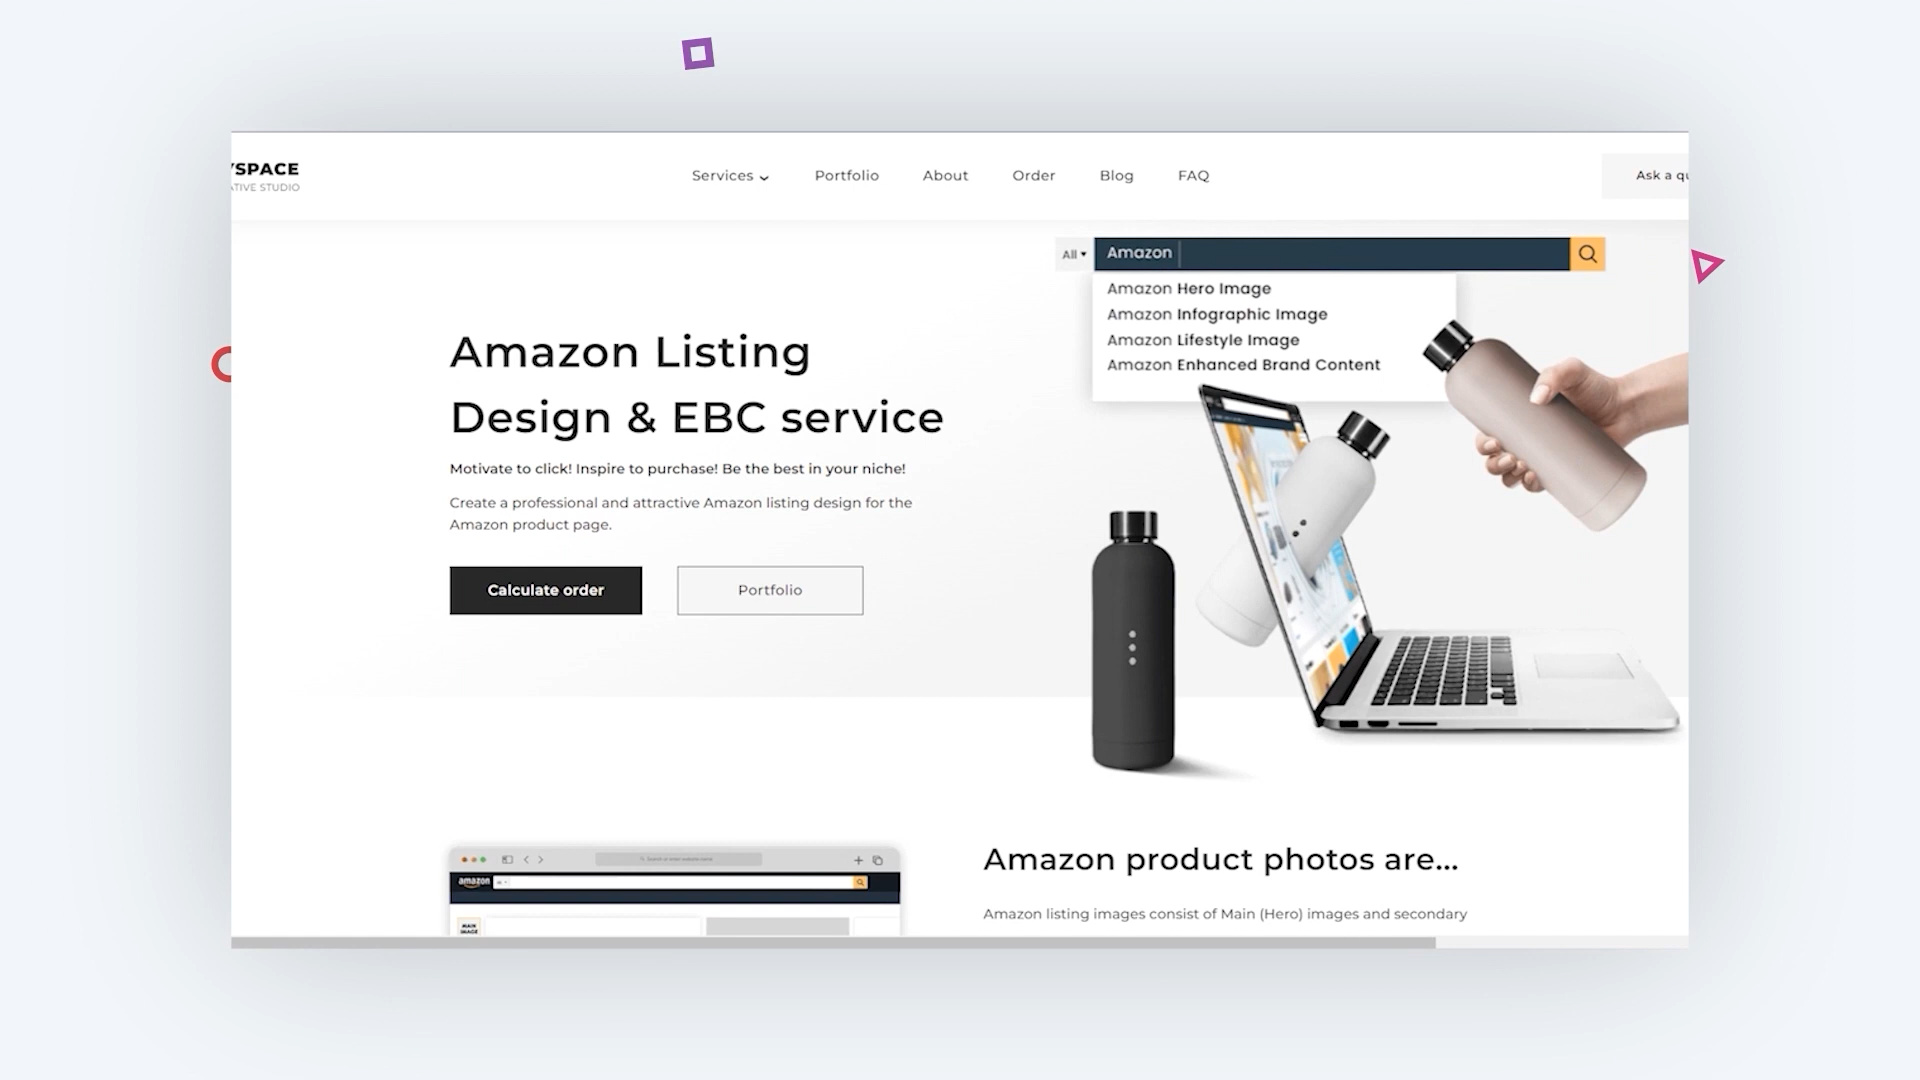 YSPACE
ATIVE STUDIO
Services
Portfolio
About
Order
Blog
FAQ
Ask a qu
All
Amazon
Amazon Hero Image
Amazon Infographic Image
Amazon Lifestyle Image
Amazon Enhanced Brand Content
Amazon Listing
Design & EBC service
Motivate to click! Inspire to purchase! Be the best in your niche!
Create a professional and attractive Amazon listing design for the
Amazon product page.
Calculate order
Portfolio
amazon
MAIN
IMAGE
Amazon product photos are...
Amazon listing images consist of Main (Hero) images and secondary